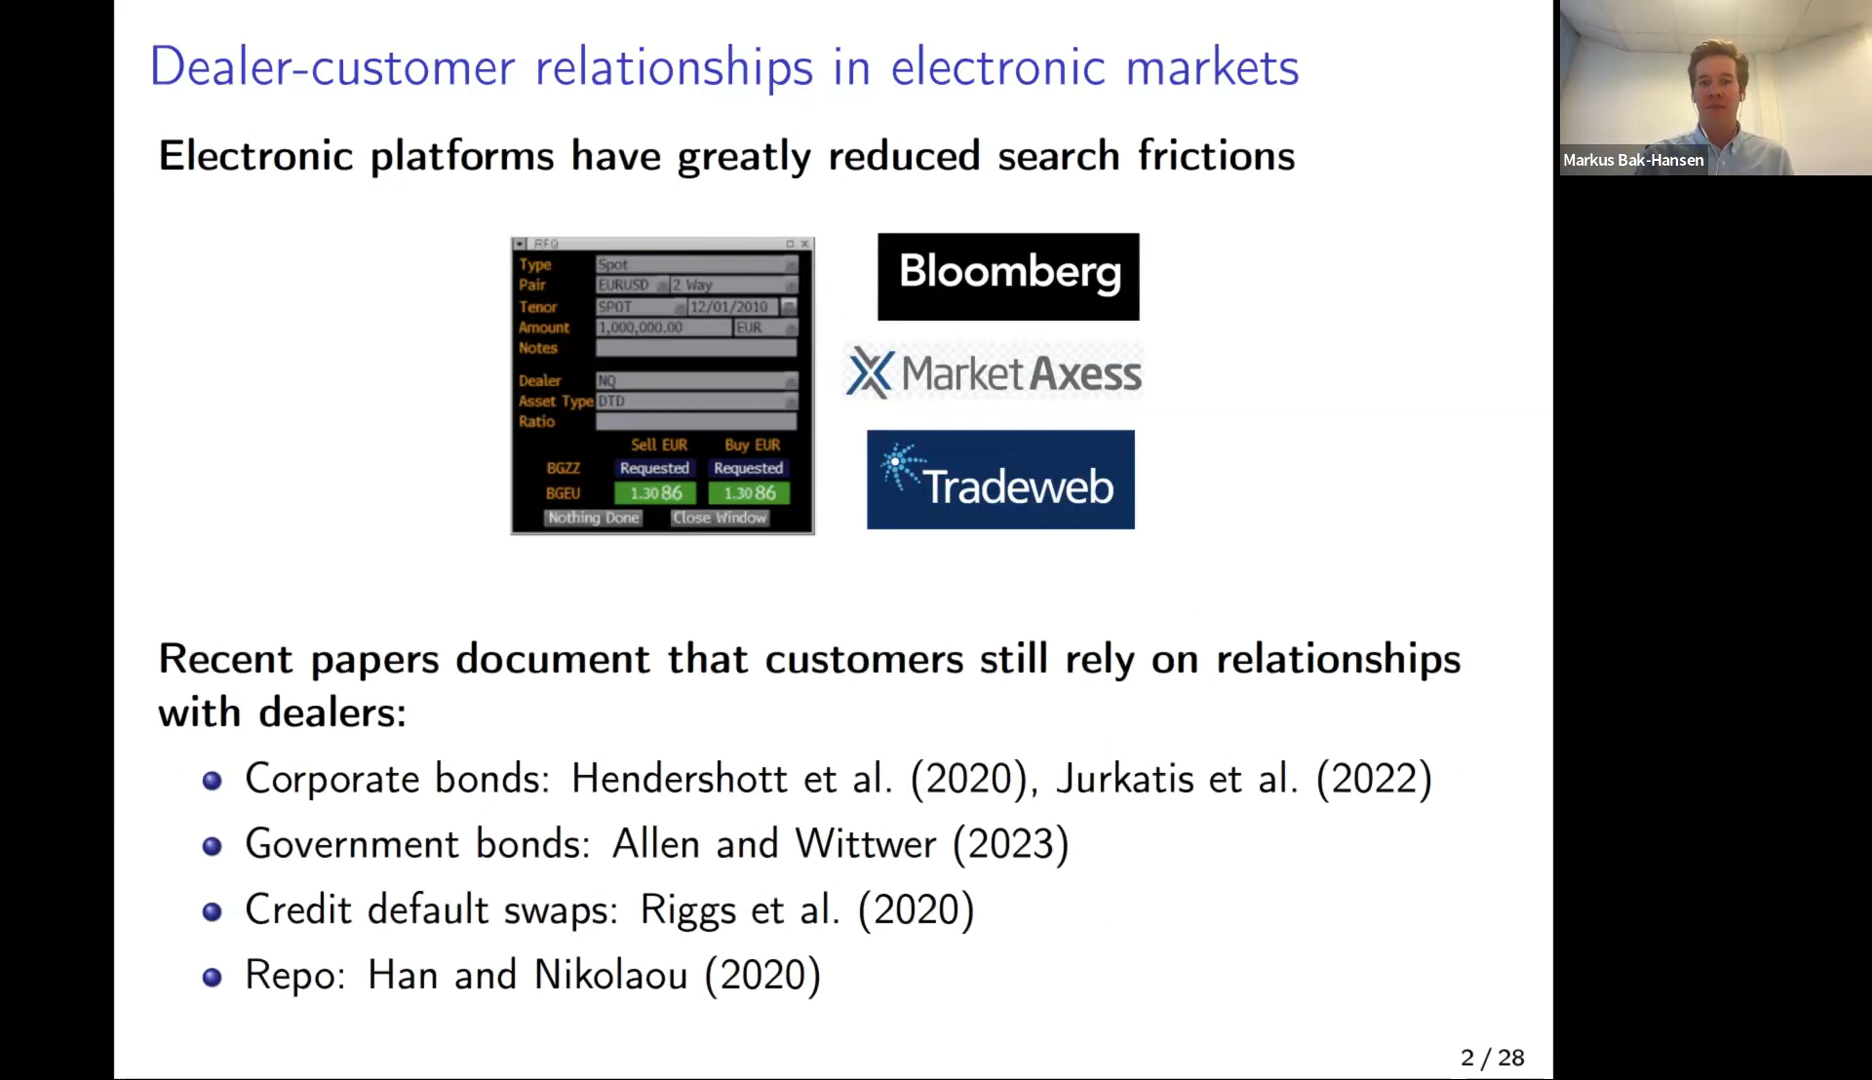 Dealer-customer relationships in electronic markets
Electronic platforms have greatly reduced search frictions
RFQ
Type Spot
Pair EURUSD 2 Way
Tenor SPOT 12/01/2010
Amount 1,000,000.00 EUR
Notes
Dealer NQ
Asset Type DTD
Ratio
Sell EUR Buy EUR
BGZZ Requested Requested
BGEU 1.3086 1.3086
Nothing Done Close Window
Bloomberg
MarketAxess
Tradeweb
Recent papers document that customers still rely on relationships
with dealers:
Corporate bonds: Hendershott et al. (2020), Jurkatis et al. (2022)
Government bonds: Allen and Wittwer (2023)
Credit default swaps: Riggs et al. (2020)
Repo: Han and Nikolaou (2020)
2 / 28
Markus Bak-Hansen